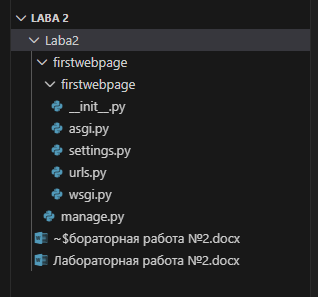 LABA 2
Laba2
firstwebpage
firstwebpage
__init__.py
asgi.py
settings.py
urls.py
wsgi.py
manage.py
~$бораторная работа №2.docx
Лабораторная работа №2.docx